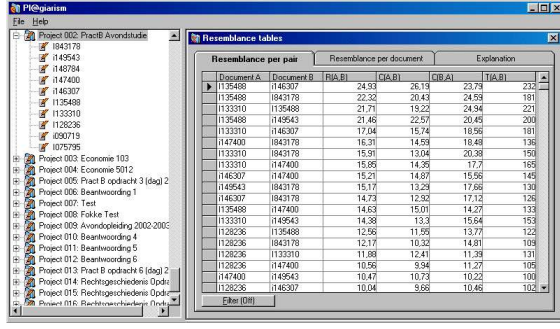 Pl@giarism
File Help
Project 002: PractB Avondstudie
I843178
i149543
i148784
i147400
i146307
I135488
I133310
I128236
i090719
I075795
Project 003: Economie 103
Project 004: Economie 5012
Project 005: Pract B opdracht 3 (dag) 2
Project 006: Beantwoording 1
Project 007: Test
Project 008: Fokke Test
Project 009: Avondopleiding 2002-2003
Project 010: Beantwoording 4
Project 011: Beantwoording 5
Project 012: Beantwoording 6
Project 013: Pract B opdracht 6 (dag) 2
Project 014: Rechtsgeschiedenis Opdra
Project 015: Rechtsgeschiedenis Opdra
Project 016: Rechtsgeschiedenis Opdra
Resemblance tables
Resemblance per pair Resemblance per document Explanation
Document A Document B R(A,B) C(A,B) C(B,A) T(A,B)
I135488 i146307 24,93 26,19 23,79 232
I135488 I843178 22,32 20,43 24,59 181
I133310 I135488 21,71 19,22 24,94 221
I135488 i149543 21,46 22,57 20,45 200
I133310 i146307 17,04 15,74 18,56 181
i147400 I843178 16,31 14,59 18,48 136
I133310 I843178 15,91 13,04 20,38 150
I133310 i147400 15,85 14,35 17,7 165
i146307 i147400 15,21 14,87 15,56 145
i149543 i146307 15,17 13,29 17,66 130
i146307 I843178 14,73 12,92 17,12 126
I135488 i147400 14,63 15,01 14,27 133
I133310 i149543 14,38 13,3 15,64 153
I128236 I135488 12,56 11,55 13,77 122
I128236 I843178 12,17 10,32 14,81 109
I128236 I133310 11,88 12,41 11,39 131
I128236 i147400 10,56 9,94 11,27 105
i147400 i149543 10,47 10,73 10,22 100
I128236 i146307 10,04 9,66 10,46 102
Filter (Off)